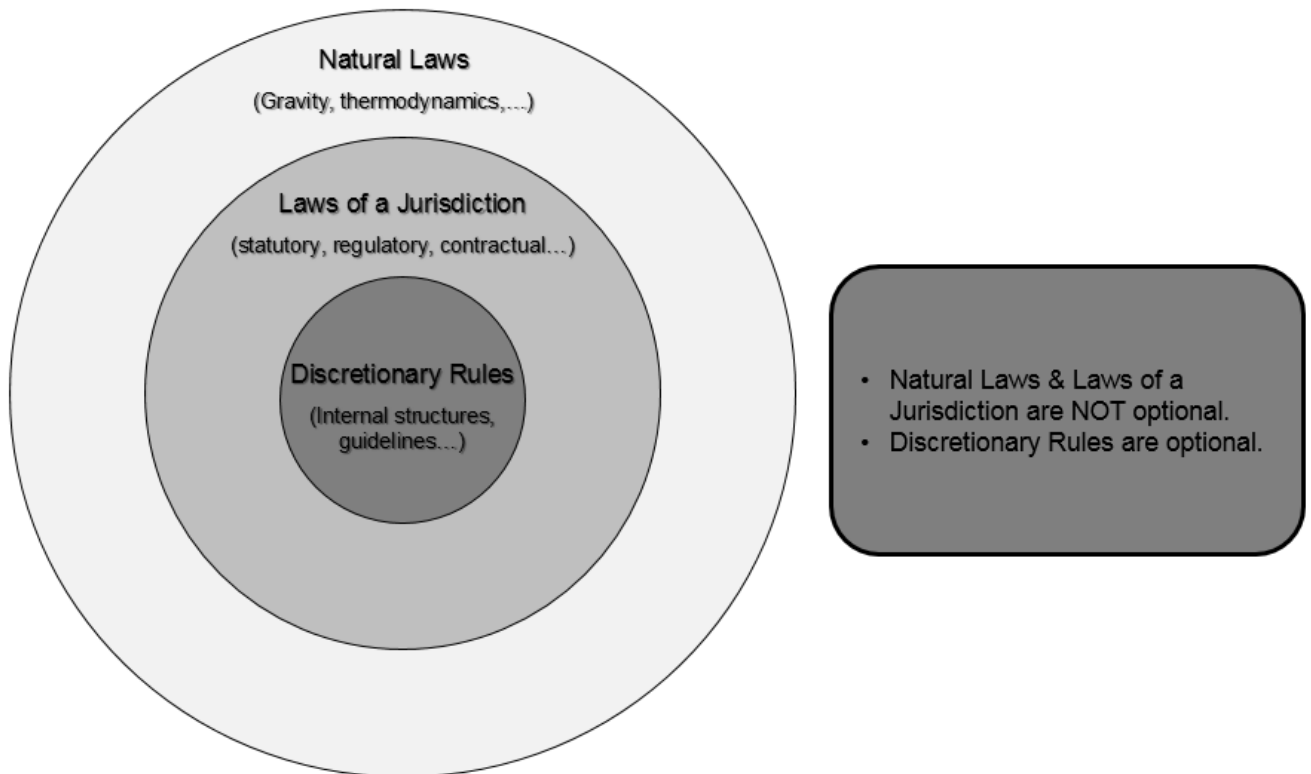 Natural Laws
(Gravity, thermodynamics,...)
Laws of a Jurisdiction
(statutory, regulatory, contractual...)
Discretionary Rules
(Internal structures,
guidelines...)
• Natural Laws & Laws of a
Jurisdiction are NOT optional.
• Discretionary Rules are optional.